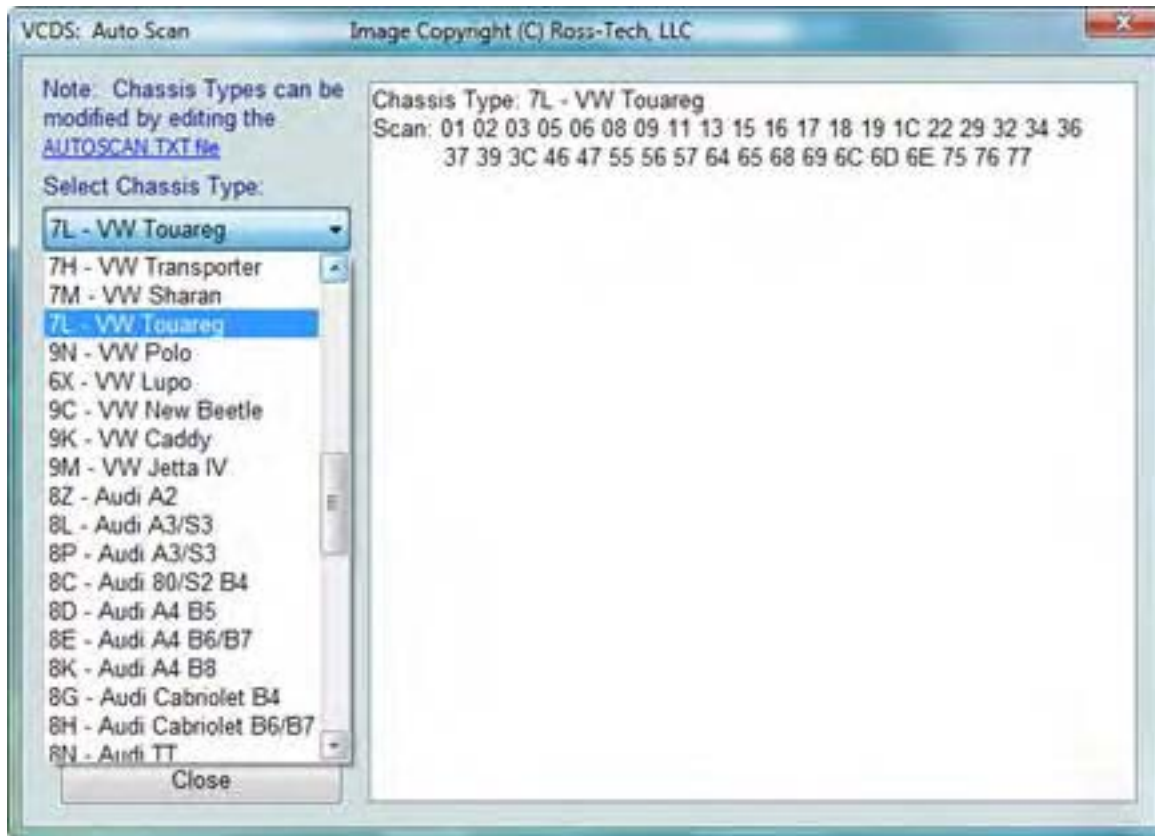 VCDS: Auto Scan Image Copyright (C) Ross-Tech, LLC
Note: Chassis Types can be
modified by editing the
AUTOSCAN.TXT file
Select Chassis Type:
7L - VW Touareg
7H - VW Transporter
7M - VW Sharan
7L - VW Touareg
9N - VW Polo
6X - VW Lupo
9C - VW New Beetle
9K - VW Caddy
9M - VW Jetta IV
8Z - Audi A2
8L - Audi A3/S3
8P - Audi A3/S3
8C - Audi 80/S2 B4
8D - Audi A4 B5
8E - Audi A4 B6/B7
8K - Audi A4 B8
8G - Audi Cabriolet B4
8H - Audi Cabriolet B6/B7
8N - Audi TT
Close
Chassis Type: 7L - VW Touareg
Scan: 01 02 03 05 06 08 09 11 13 15 16 17 18 19 1C 22 29 32 34 36
37 39 3C 46 47 55 56 57 64 65 68 69 6C 6D 6E 75 76 77